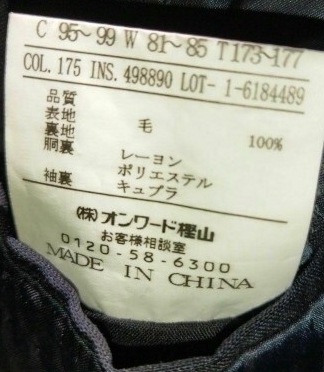 C 95~99 W 81~85 T173~177
COL. 175 INS. 498890 LOT- 1-6184489
品質
表地 毛 100%
裏地
胴裏 レーヨン
ポリエステル
袖裏 キュプラ
㈱オンワード樫山
お客様相談室
0120-58-6300
MADE IN CHINA